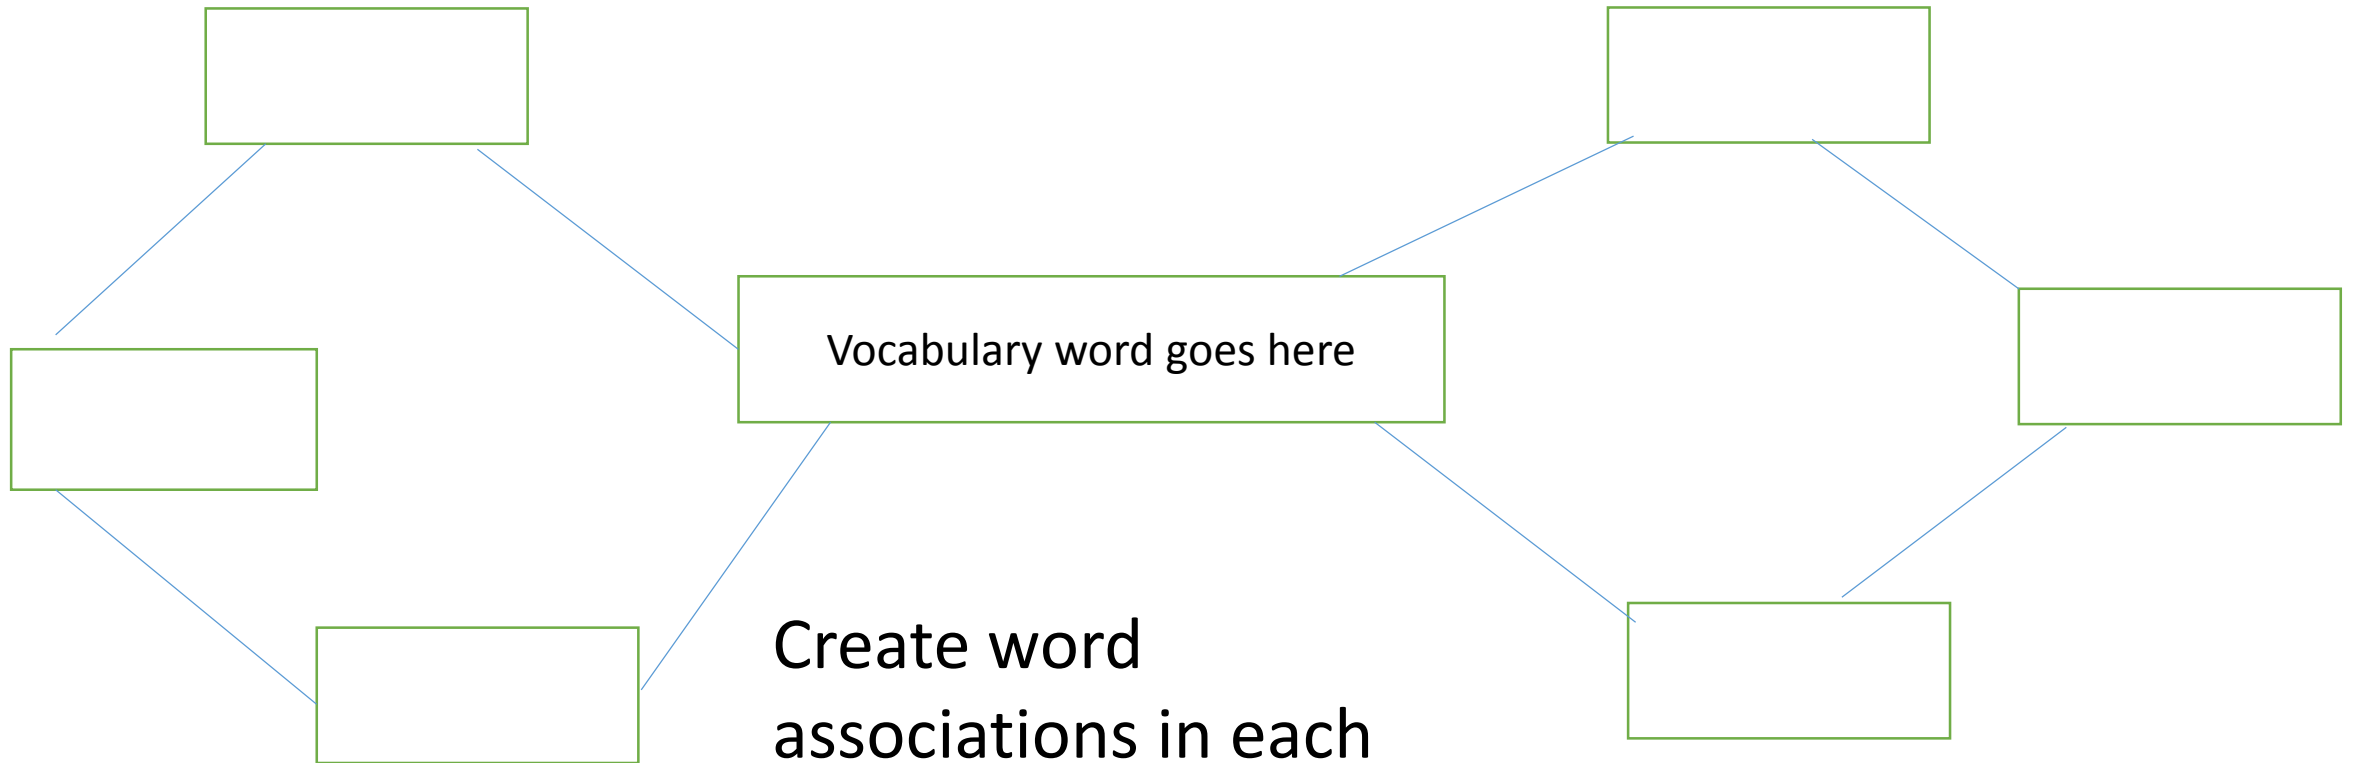 Vocabulary word goes here
Create word
associations in each